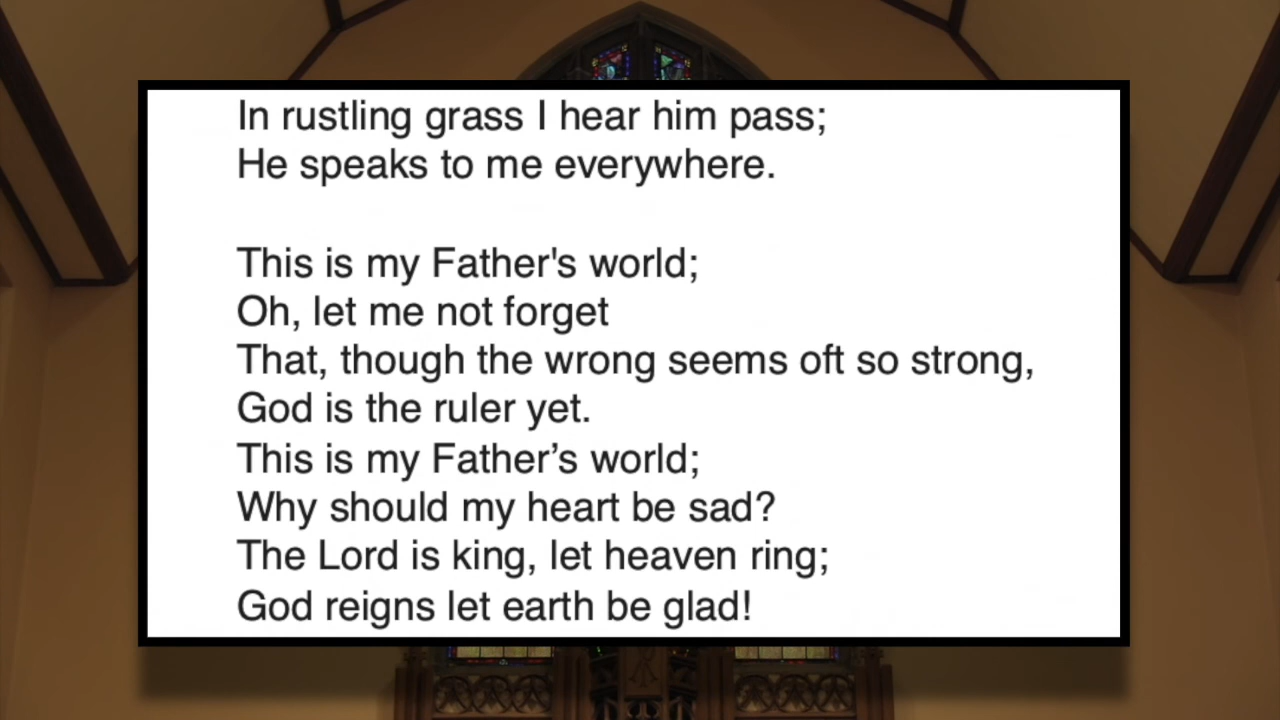 In rustling grass I hear him pass;
He speaks to me everywhere.
This is my Father's world;
Oh, let me not forget
That, though the wrong seems oft so strong,
God is the ruler yet.
This is my Father’s world;
Why should my heart be sad?
The Lord is king, let heaven ring;
God reigns let earth be glad!